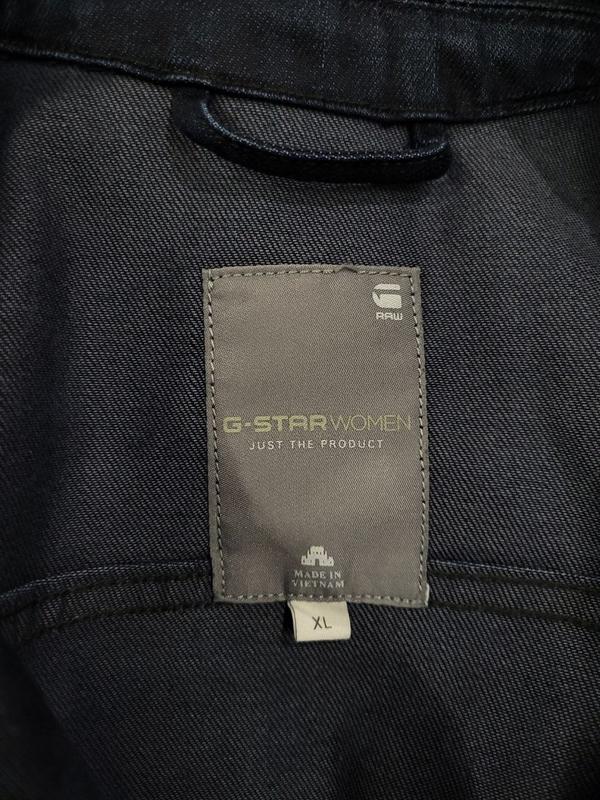 RAW
G-STAR WOMEN
JUST THE PRODUCT
MADE IN
VIETNAM
XL